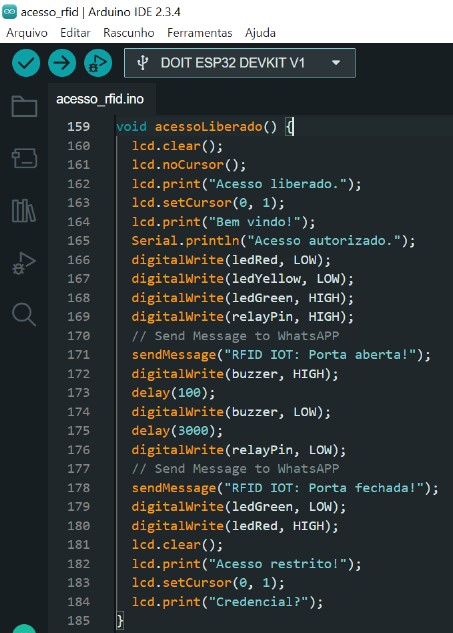 acesso_rfid | Arduino IDE 2.3.4
Arquivo Editar Rascunho Ferramentas Ajuda
DOIT ESP32 DEVKIT V1
acesso_rfid.ino
159 void acessoLiberado() {
160 lcd.clear();
161 lcd.noCursor();
162 lcd.print("Acesso liberado.");
163 lcd.setCursor(0, 1);
164 lcd.print("Bem vindo!");
165 Serial.println("Acesso autorizado.");
166 digitalWrite(ledRed, LOW);
167 digitalWrite(ledYellow, LOW);
168 digitalWrite(ledGreen, HIGH);
169 digitalWrite(relayPin, HIGH);
170 // Send Message to WhatsAPP
171 sendMessage("RFID IOT: Porta aberta!");
172 digitalWrite(buzzer, HIGH);
173 delay(100);
174 digitalWrite(buzzer, LOW);
175 delay(3000);
176 digitalWrite(relayPin, LOW);
177 // Send Message to WhatsAPP
178 sendMessage("RFID IOT: Porta fechada!");
179 digitalWrite(ledGreen, LOW);
180 digitalWrite(ledRed, HIGH);
181 lcd.clear();
182 lcd.print("Acesso restrito!");
183 lcd.setCursor(0, 1);
184 lcd.print("Credencial?");
185 }